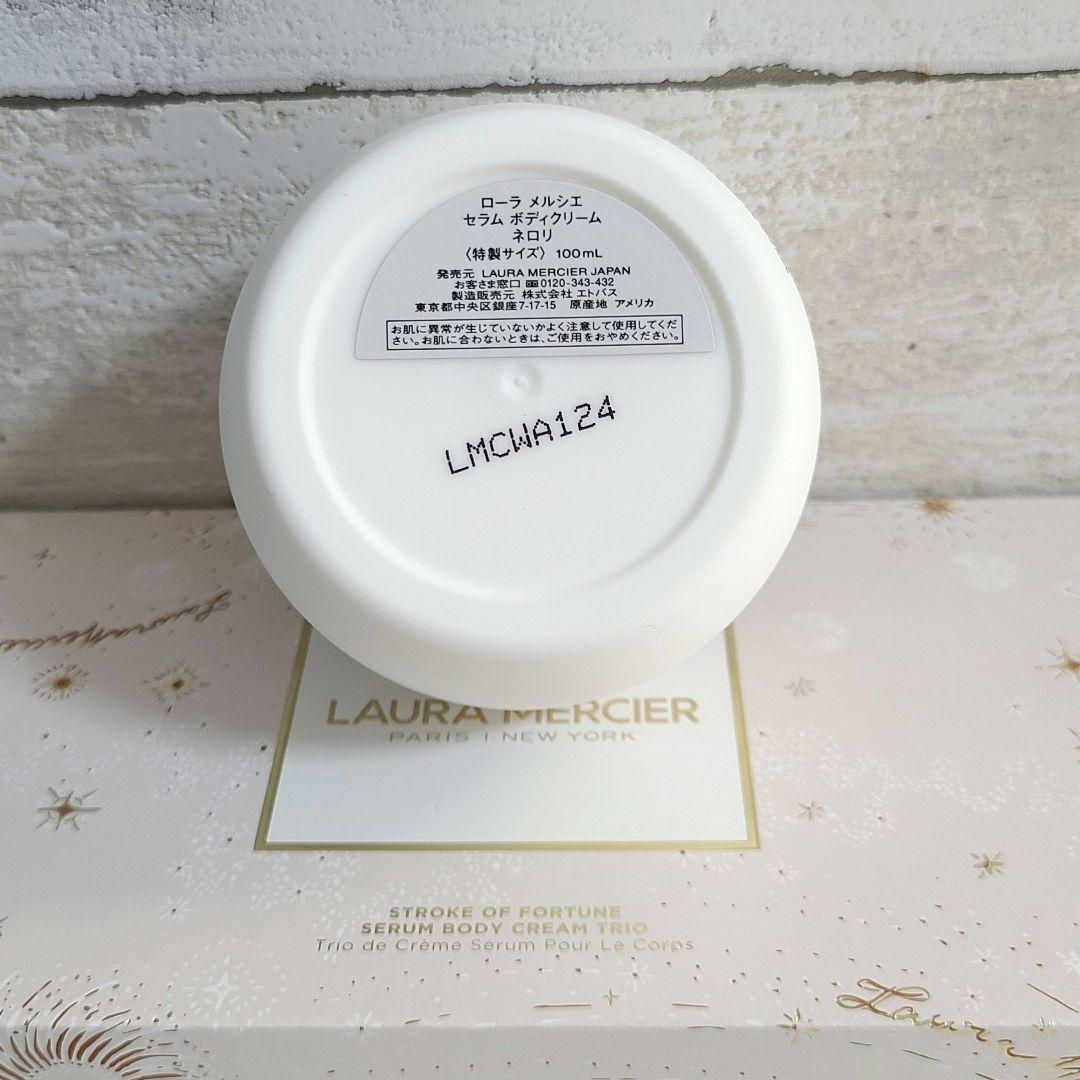 ローラ メルシエ
セラム ボディクリーム
ネロリ
〈特製サイズ〉 100mL
発売元 LAURA MERCIER JAPAN
お客さま窓口 0120-343-432
製造販売元 株式会社 エトバス
東京都中央区銀座7-17-15 原産地 アメリカ
お肌に異常が生じていないかよく注意して使用してくだ
さい。お肌に合わないときは、ご使用をおやめください。
LMCWA124
Laura Mercier
LAURA MERCIER
PARIS | NEW YORK
STROKE OF FORTUNE
SERUM BODY CREAM TRIO
Trio de Crème Sérum Pour Le Corps
Laura